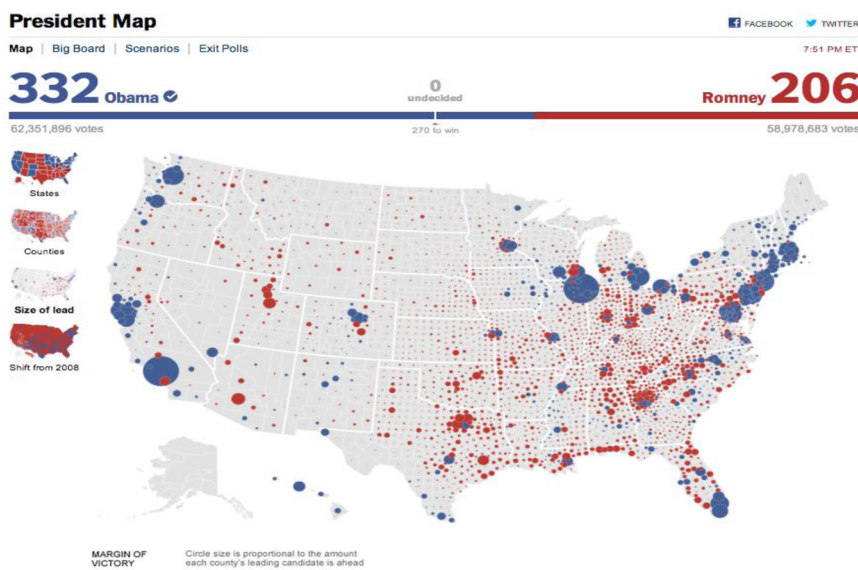 President Map
FACEBOOK TWITTER
Map | Big Board | Scenarios | Exit Polls
7:51 PM ET
332 Obama
0
undecided
Romney 206
62,351,896 votes
270 to win
58,978,683 votes
States
Counties
Size of lead
Shift from 2008
MARGIN OF
VICTORY
Circle size is proportional to the amount
each county's leading candidate is ahead